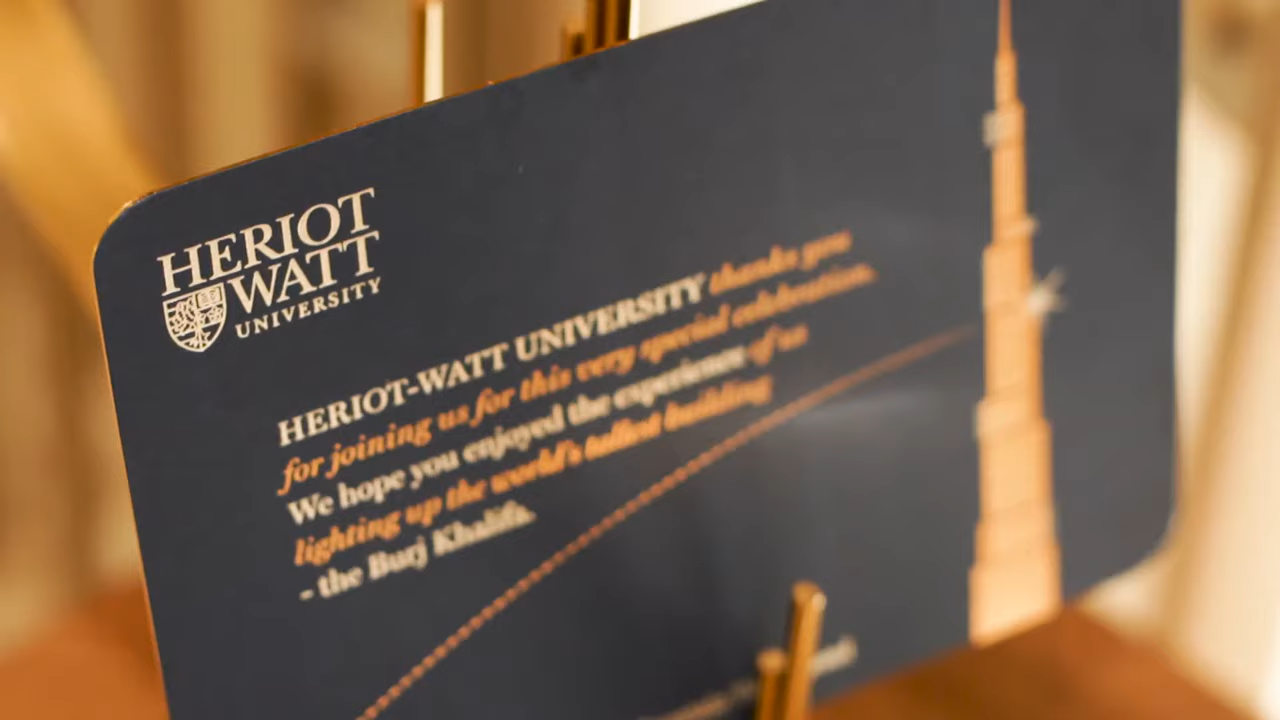 HERIOT
WATT
UNIVERSITY
HERIOT-WATT UNIVERSITY thanks you
for joining us for this very special celebration.
We hope you enjoyed the experience of us
lighting up the world's tallest building
- the Burj Khalifa.